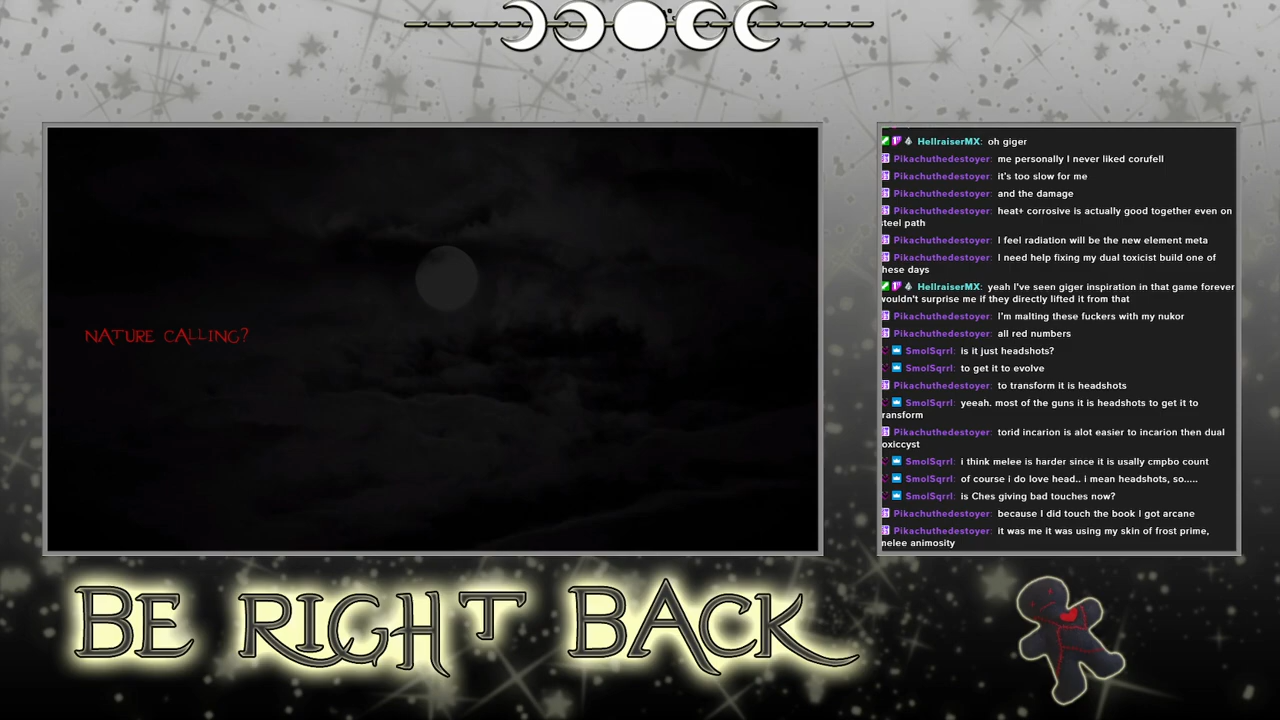 NATURE CALLING?
HellraiserMX: oh giger
Pikachuthedestoyer: me personally I never liked corufell
Pikachuthedestoyer: it's too slow for me
Pikachuthedestoyer: and the damage
Pikachuthedestoyer: heat+ corrosive is actually good together even on
steel path
Pikachuthedestoyer: I feel radiation will be the new element meta
Pikachuthedestoyer: I need help fixing my dual toxicist build one of
hese days
HellraiserMX: yeah I've seen giger inspiration in that game forever
wouldn't surprise me if they directly lifted it from that
Pikachuthedestoyer: I'm malting these fuckers with my nukor
Pikachuthedestoyer: all red numbers
SmolSqrrl: is it just headshots?
SmolSqrrl: to get it to evolve
Pikachuthedestoyer: to transform it is headshots
SmolSqrrl: yeeah. most of the guns it is headshots to get it to
ransform
Pikachuthedestoyer: torid incarion is alot easier to incarion then dual
oxiccyst
SmolSqrrl: i think melee is harder since it is usally cmpbo count
SmolSqrrl: of course i do love head.. i mean headshots, so.....
SmolSqrrl: is Ches giving bad touches now?
Pikachuthedestoyer: because I did touch the book I got arcane
Pikachuthedestoyer: it was me it was using my skin of frost prime,
melee animosity
BE RIGHT BACK